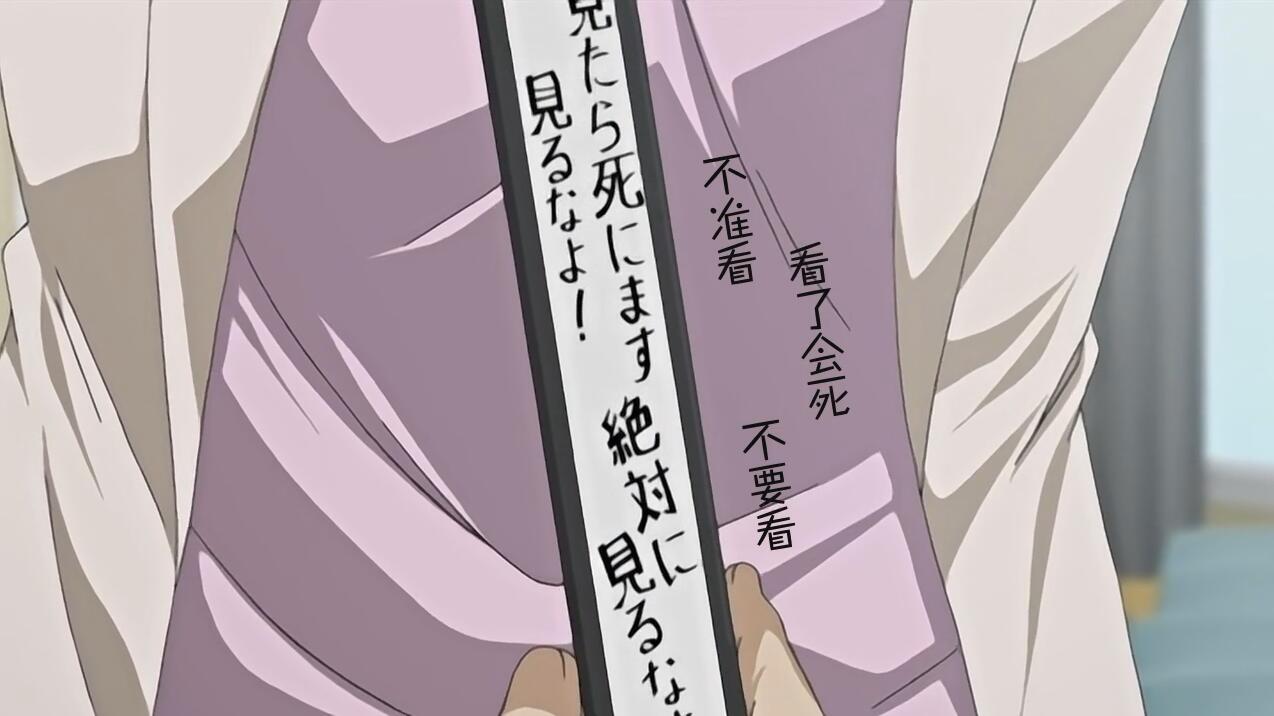 見たら死にます 絶対に
見るなよ!
見るな
看了会死
不要看
不准看